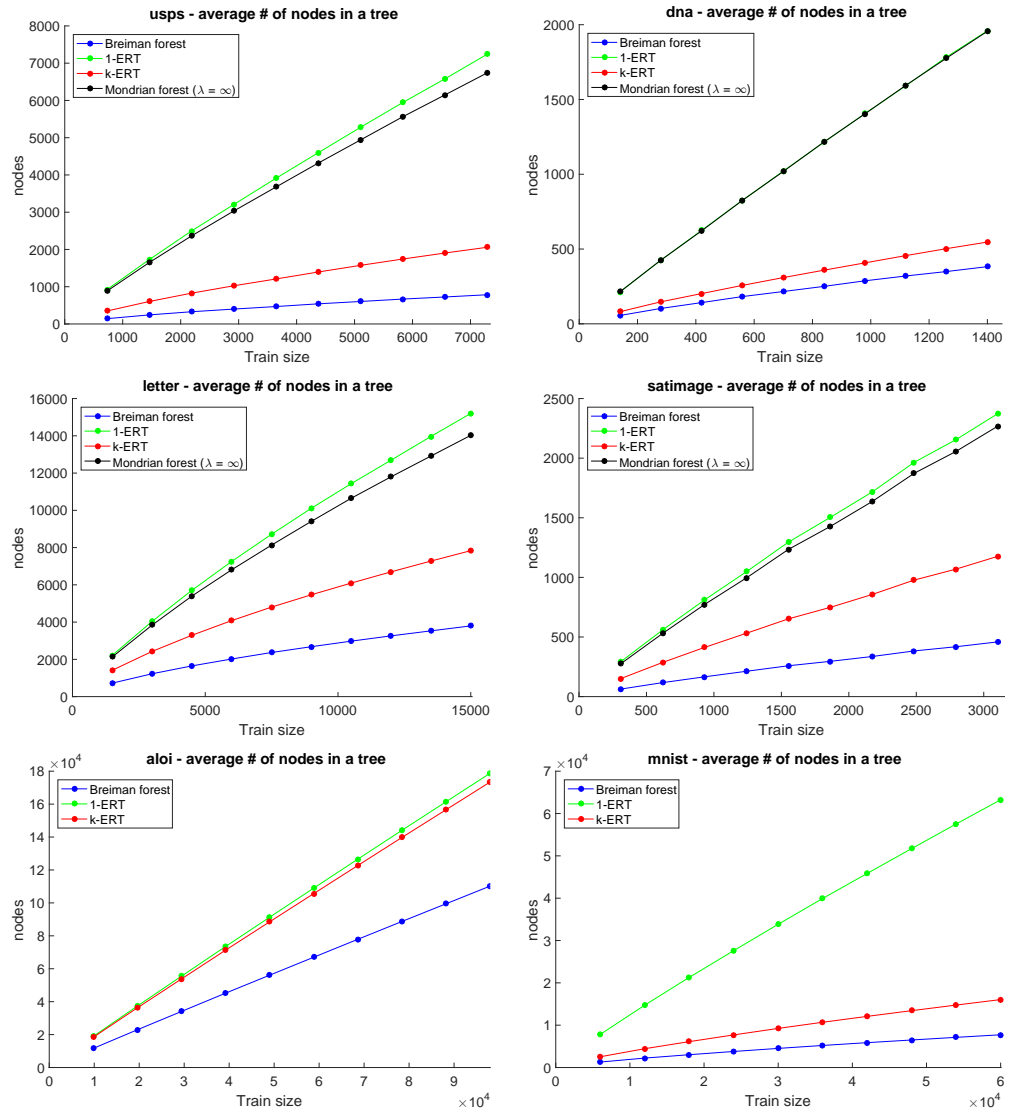 usps - average # of nodes in a tree
8000
7000
6000
5000
4000
3000
2000
1000
0
nodes
Breiman forest
1-ERT
k-ERT
Mondrian forest (λ = ∞)
0 1000 2000 3000 4000 5000 6000 7000
Train size
dna - average # of nodes in a tree
2000
1500
1000
500
0
nodes
Breiman forest
1-ERT
k-ERT
Mondrian forest (λ = ∞)
0 200 400 600 800 1000 1200 1400
Train size
letter - average # of nodes in a tree
16000
14000
12000
10000
8000
6000
4000
2000
0
nodes
Breiman forest
1-ERT
k-ERT
Mondrian forest (λ = ∞)
0 5000 10000 15000
Train size
satimage - average # of nodes in a tree
2500
2000
1500
1000
500
0
nodes
Breiman forest
1-ERT
k-ERT
Mondrian forest (λ = ∞)
0 500 1000 1500 2000 2500 3000
Train size
aloi - average # of nodes in a tree
×10⁴
18
16
14
12
10
8
6
4
2
0
nodes
Breiman forest
1-ERT
k-ERT
0 1 2 3 4 5 6 7 8 9
Train size
×10⁴
mnist - average # of nodes in a tree
×10⁴
7
6
5
4
3
2
1
0
nodes
Breiman forest
1-ERT
k-ERT
0 1 2 3 4 5 6
Train size
×10⁴